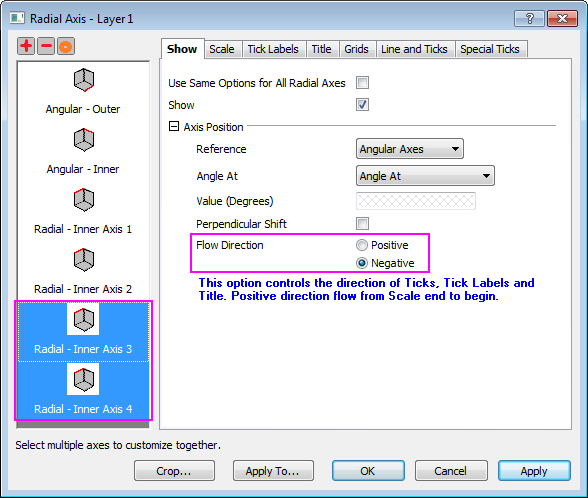 Radial Axis - Layer1
Show
Scale
Tick Labels
Title
Grids
Line and Ticks
Special Ticks
Angular - Outer
Angular - Inner
Radial - Inner Axis 1
Radial - Inner Axis 2
Radial - Inner Axis 3
Radial - Inner Axis 4
Use Same Options for All Radial Axes
Show
Axis Position
Reference
Angular Axes
Angle At
Angle At
Value (Degrees)
Perpendicular Shift
Flow Direction
Positive
Negative
This option controls the direction of Ticks, Tick Labels and
Title. Positive direction flow from Scale end to begin.
Select multiple axes to customize together.
Crop...
Apply To...
OK
Cancel
Apply